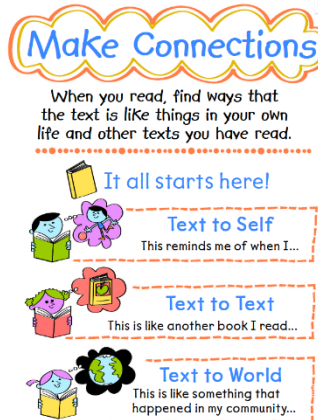 Make Connections
When you read, find ways that
the text is like things in your own
life and other texts you have read.
It all starts here!
Text to Self
This reminds me of when I...
Text to Text
This is like another book I read...
Text to World
This is like something that
happened in my community...